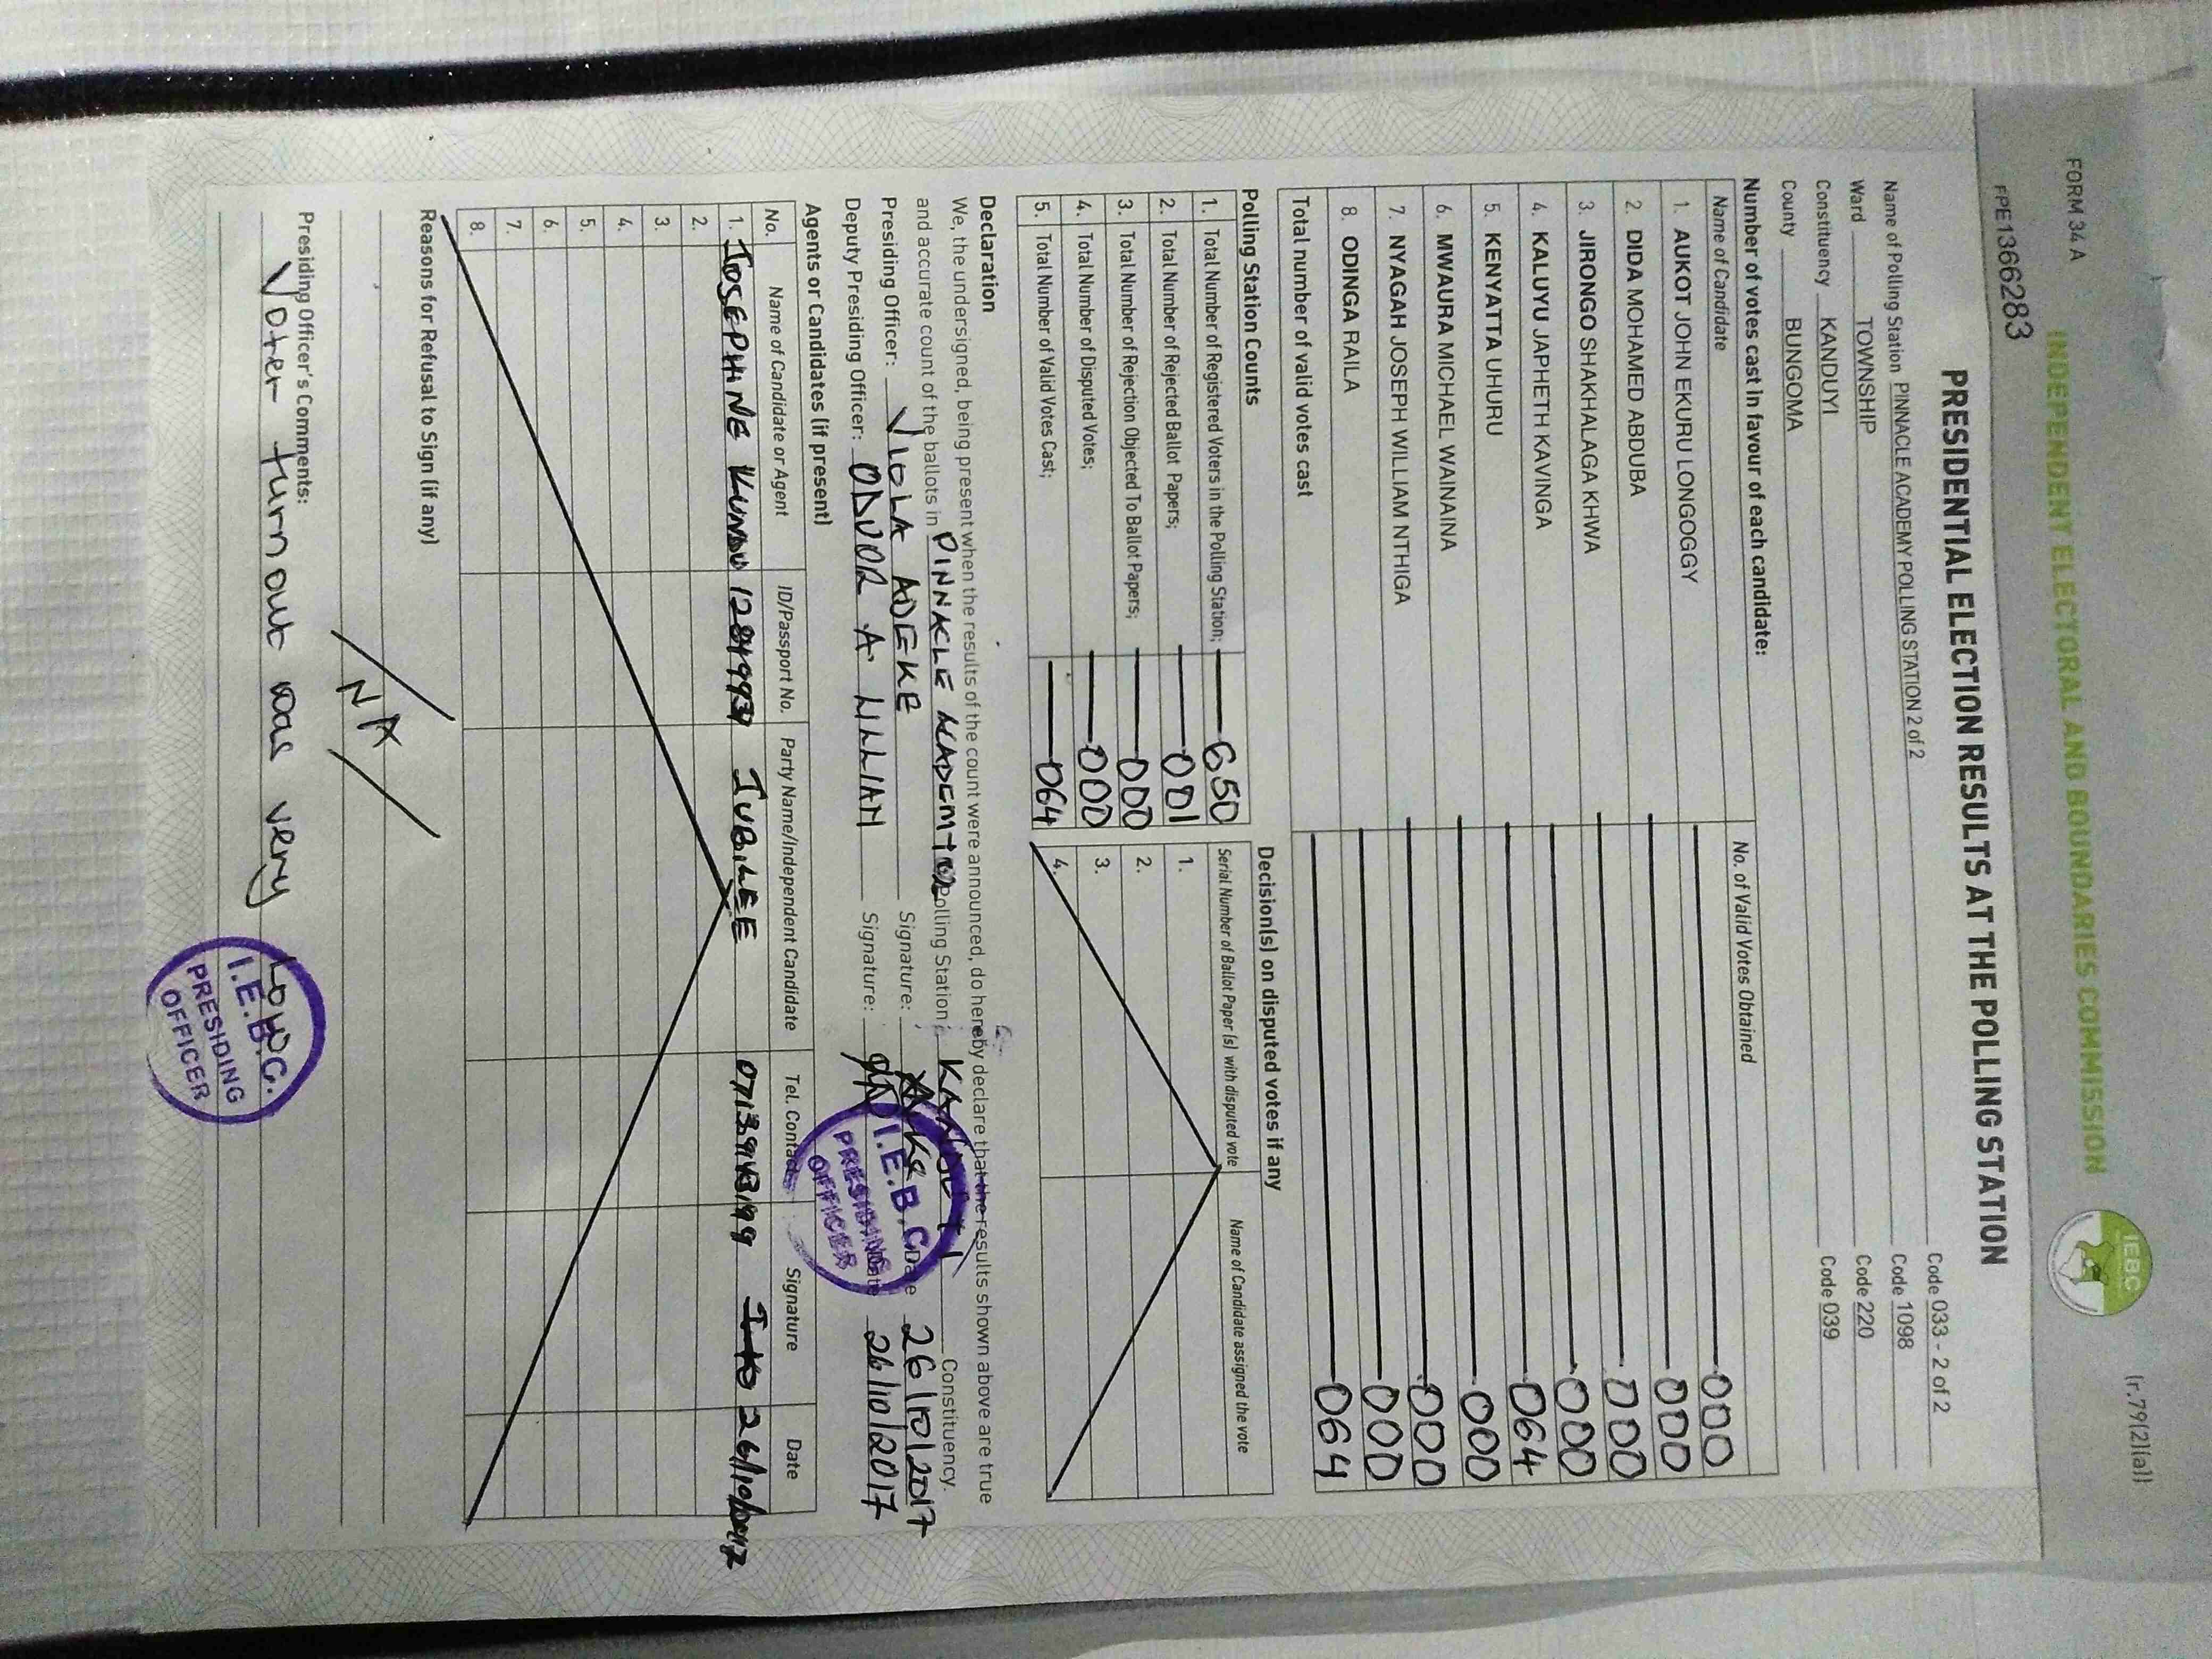 FORM 34 A
(r.79(2)(a))
INDEPENDENT ELECTORAL AND BOUNDARIES COMMISSION
IEBC
FPE1366283
PRESIDENTIAL ELECTION RESULTS AT THE POLLING STATION
Name of Polling Station PINNACLE ACADEMY POLLING STATION 2 of 2 Code 033 - 2 of 2
Ward TOWNSHIP Code 1098
Constituency KANDUYI Code 220
County BUNGOMA Code 039
Number of votes cast in favour of each candidate:
Name of Candidate No. of Valid Votes Obtained
1. AUKOT JOHN EKURU LONGOGGY 000
2. DIDA MOHAMED ABDUBA 000
3. JIRONGO SHAKHALAGA KHWA 000
4. KALUYU JAPHETH KAVINGA 000
5. KENYATTA UHURU 064
6. MWAURA MICHAEL WAINAINA 000
7. NYAGAH JOSEPH WILLIAM NTHIGA 000
8. ODINGA RAILA 000
Total number of valid votes cast 064
Polling Station Counts
1. Total Number of Registered Voters in the Polling Station; 650
2. Total Number of Rejected Ballot Papers; 001
3. Total Number of Rejection Objected To Ballot Papers; 000
4. Total Number of Disputed Votes; 000
5. Total Number of Valid Votes Cast; 064
Decision(s) on disputed votes if any
Serial Number of Ballot Paper (s) with disputed vote Name of Candidate assigned the vote
1.
2.
3.
4.
Declaration
We, the undersigned, being present when the results of the count were announced, do hereby declare that the results shown above are true
and accurate count of the ballots in PINNACLE ACADEMY Polling Station; KANDUYI Constituency.
Presiding Officer: VIOLA ADEKE Signature: Date 26/10/2017
Deputy Presiding Officer: ODUOR A LILLIAN Signature: Date 26/10/2017
I.E.B.C.
PRESIDING
OFFICER
Agents or Candidates (if present)
No. Name of Candidate or Agent ID/Passport No. Party Name/Independent Candidate Tel. Contact Signature Date
1. JOSEPHINE KUNDU JUBILEE 26/10/2017
2.
3.
4.
5.
6.
7.
8.
Reasons for Refusal to Sign (if any)
NA
Presiding Officer's Comments:
Voter turn out was very Low
I.E.B.C.
PRESIDING
OFFICER